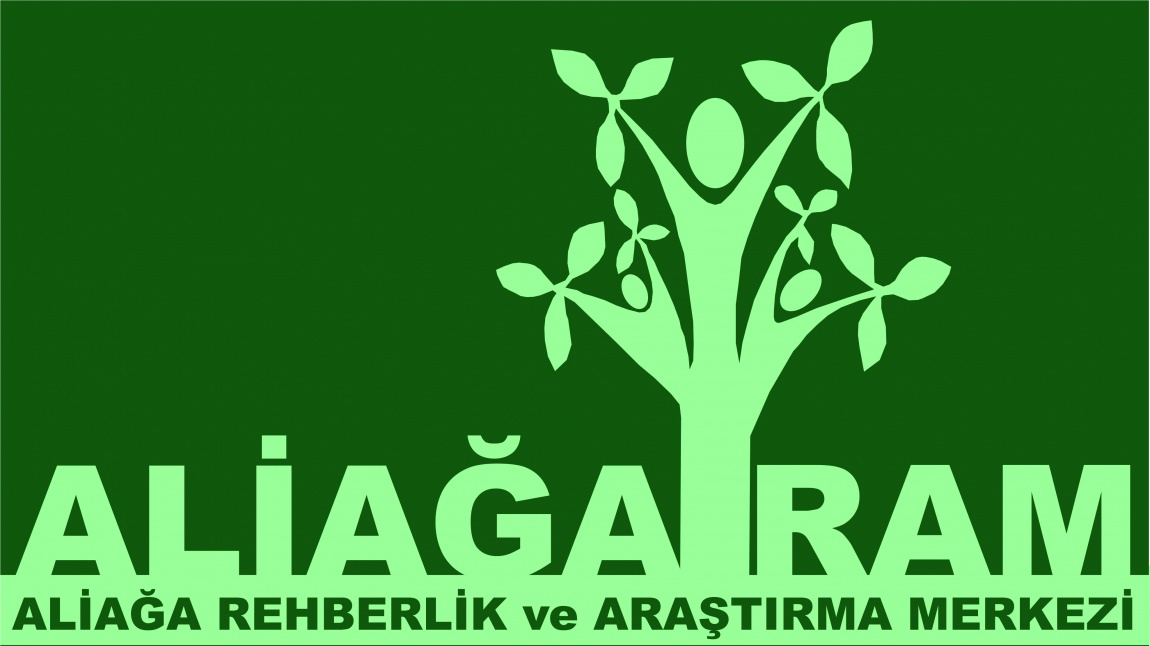 ALİAĞA RAM
ALİAĞA REHBERLİK ve ARAŞTIRMA MERKEZİ